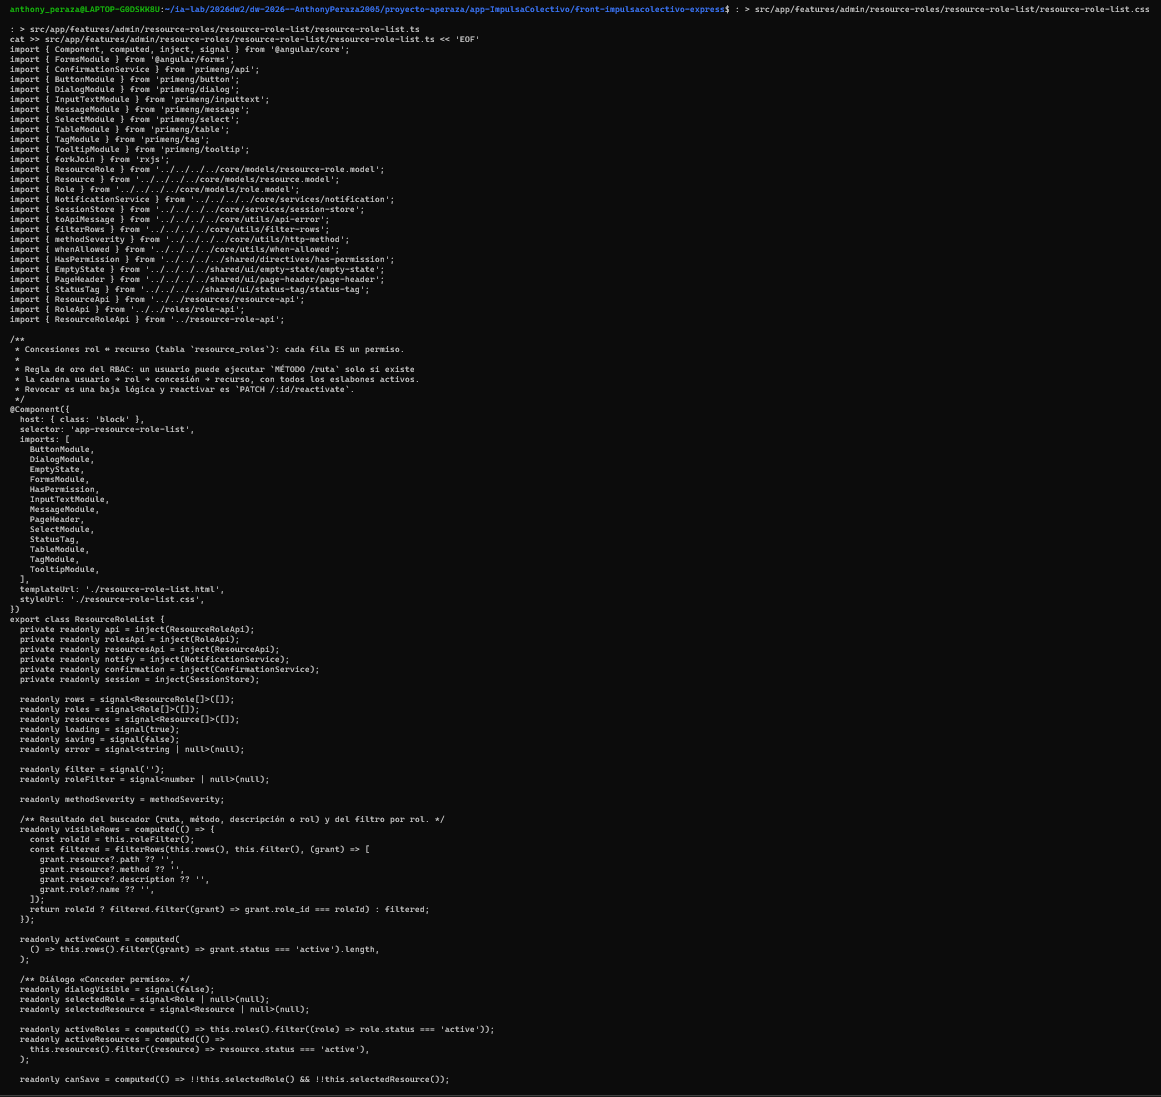 anthony_peraza@LAPTOP-G0DSKK8U:~/ia-lab/2026dw2/dw-2026--AnthonyPeraza2005/proyecto-aperaza/app-ImpulsaColectivo/front-impulsacolectivo-express$ : > src/app/features/admin/resource-roles/resource-role-list/resource-role-list.css
: > src/app/features/admin/resource-roles/resource-role-list/resource-role-list.ts
cat >> src/app/features/admin/resource-roles/resource-role-list/resource-role-list.ts << 'EOF'
import { Component, computed, inject, signal } from '@angular/core';
import { FormsModule } from '@angular/forms';
import { ConfirmationService } from 'primeng/api';
import { ButtonModule } from 'primeng/button';
import { DialogModule } from 'primeng/dialog';
import { InputTextModule } from 'primeng/inputtext';
import { MessageModule } from 'primeng/message';
import { SelectModule } from 'primeng/select';
import { TableModule } from 'primeng/table';
import { TagModule } from 'primeng/tag';
import { TooltipModule } from 'primeng/tooltip';
import { forkJoin } from 'rxjs';
import { ResourceRole } from '../../../../core/models/resource-role.model';
import { Resource } from '../../../../core/models/resource.model';
import { Role } from '../../../../core/models/role.model';
import { NotificationService } from '../../../../core/services/notification';
import { SessionStore } from '../../../../core/services/session-store';
import { toApiMessage } from '../../../../core/utils/api-error';
import { filterRows } from '../../../../core/utils/filter-rows';
import { methodSeverity } from '../../../../core/utils/http-method';
import { whenAllowed } from '../../../../core/utils/when-allowed';
import { HasPermission } from '../../../../shared/directives/has-permission';
import { EmptyState } from '../../../../shared/ui/empty-state/empty-state';
import { PageHeader } from '../../../../shared/ui/page-header/page-header';
import { StatusTag } from '../../../../shared/ui/status-tag/status-tag';
import { ResourceApi } from '../../resources/resource-api';
import { RoleApi } from '../../roles/role-api';
import { ResourceRoleApi } from '../resource-role-api';
/**
 * Concesiones rol ↔ recurso (tabla `resource_roles`): cada fila ES un permiso.
 *
 * Regla de oro del RBAC: un usuario puede ejecutar `MÉTODO /ruta` solo si existe
 * la cadena usuario → rol → concesión → recurso, con todos los eslabones activos.
 * Revocar es una baja lógica y reactivar es `PATCH /:id/reactivate`.
 */
@Component({
  host: { class: 'block' },
  selector: 'app-resource-role-list',
  imports: [
    ButtonModule,
    DialogModule,
    EmptyState,
    FormsModule,
    HasPermission,
    InputTextModule,
    MessageModule,
    PageHeader,
    SelectModule,
    StatusTag,
    TableModule,
    TagModule,
    TooltipModule,
  ],
  templateUrl: './resource-role-list.html',
  styleUrl: './resource-role-list.css',
})
export class ResourceRoleList {
  private readonly api = inject(ResourceRoleApi);
  private readonly rolesApi = inject(RoleApi);
  private readonly resourcesApi = inject(ResourceApi);
  private readonly notify = inject(NotificationService);
  private readonly confirmation = inject(ConfirmationService);
  private readonly session = inject(SessionStore);
  readonly rows = signal<ResourceRole[]>([]);
  readonly roles = signal<Role[]>([]);
  readonly resources = signal<Resource[]>([]);
  readonly loading = signal(true);
  readonly saving = signal(false);
  readonly error = signal<string | null>(null);
  readonly filter = signal('');
  readonly roleFilter = signal<number | null>(null);
  readonly methodSeverity = methodSeverity;
  /** Resultado del buscador (ruta, método, descripción o rol) y del filtro por rol. */
  readonly visibleRows = computed(() => {
    const roleId = this.roleFilter();
    const filtered = filterRows(this.rows(), this.filter(), (grant) => [
      grant.resource?.path ?? '',
      grant.resource?.method ?? '',
      grant.resource?.description ?? '',
      grant.role?.name ?? '',
    ]);
    return roleId ? filtered.filter((grant) => grant.role_id === roleId) : filtered;
  });
  readonly activeCount = computed(
    () => this.rows().filter((grant) => grant.status === 'active').length,
  );
  /** Diálogo «Conceder permiso». */
  readonly dialogVisible = signal(false);
  readonly selectedRole = signal<Role | null>(null);
  readonly selectedResource = signal<Resource | null>(null);
  readonly activeRoles = computed(() => this.roles().filter((role) => role.status === 'active'));
  readonly activeResources = computed(() =>
    this.resources().filter((resource) => resource.status === 'active'),
  );
  readonly canSave = computed(() => !!this.selectedRole() && !!this.selectedResource());